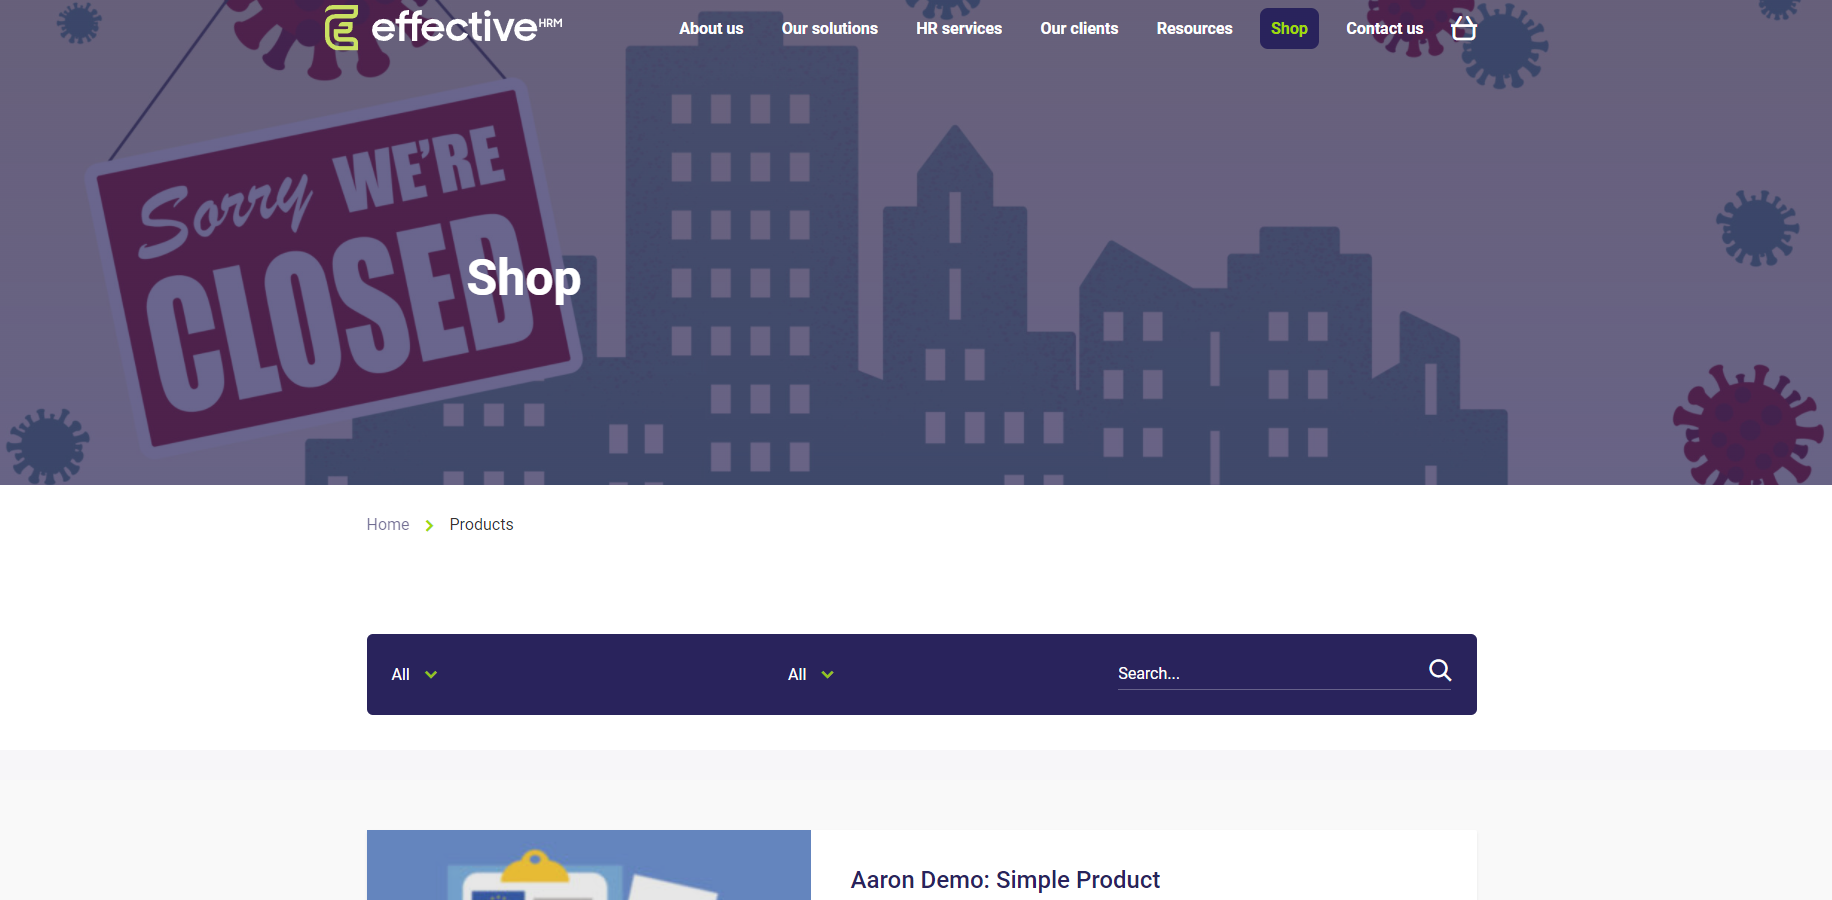 effective HRM
About us
Our solutions
HR services
Our clients
Resources
Shop
Contact us
Sorry WE'RE
CLOSED
Shop
Home
Products
All
All
Search...
Aaron Demo: Simple Product